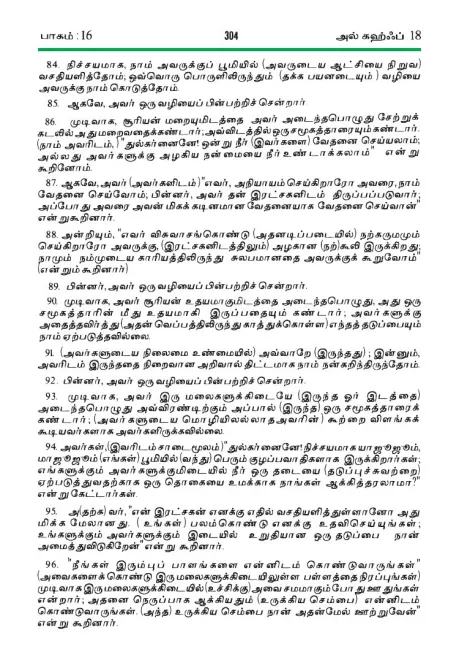 பாகம் : 16 304 அல் கஹ்ஃப் 18
84. நிச்சயமாக, நாம் அவருக்குப் பூமியில் (அவருடைய ஆட்சியை நிறுவ)
வசதியளித்தோம்; ஒவ்வொரு பொருளிலிருந்தும் (தக்க பயனடையும் ) வழியை
அவருக்கு நாம் கொடுத்தோம்.
85. ஆகவே, அவர் ஒரு வழியைப் பின்பற்றிச் சென்றார்.
86. முடிவாக, சூரியன் மறையுமிடத்தை அவர் அடைந்தபொழுது சேற்றுக்
கடலில் அது மறைவதைக்கண்டார்; அவ்விடத்தில் ஒரு சமூகத்தாரையும் கண்டார்.
(நாம் அவரிடம், ) "துல்கர்னைனே! ஒன்று நீர் (இவர்களை) வேதனை செய்யலாம்;
அல்லது அவர்களுக்கு அழகிய நன்மையை நீர் உண்டாக்கலாம்" என்று
கூறினோம்.
87. ஆகவே, அவர் (அவர்களிடம்) "எவர், அநியாயம் செய்கிறாரோ அவரை, நாம்
வேதனை செய்வோம்; பின்னர், அவர் தன் இரட்சகனிடம் திருப்பப்படுவார்;
அப்போது அவரை அவன் மிகக் கடினமான வேதனையாக வேதனை செய்வான்"
என்று கூறினார்.
88. அன்றியும், "எவர் விசுவாசங்கொண்டு (அதனடிப்படையில்) நற்கருமமும்
செய்கிறாரோ அவருக்கு, (இரட்சகனிடத்திலும்) அழகான (நற்)கூலி இருக்கிறது;
நாமும் நம்முடைய காரியத்திலிருந்து சுலபமானதை அவருக்குக் கூறுவோம்"
(என்றும் கூறினார்)
89. பின்னர், அவர் ஒரு வழியைப் பின்பற்றிச் சென்றார்.
90. முடிவாக, அவர் சூரியன் உதயமாகுமிடத்தை அடைந்தபொழுது, அது ஒரு
சமூகத்தாரின் மீது உதயமாகி இருப்பதையும் கண்டார்; அவர்களுக்கு
அதைத்தவிர்த்து (அதன் வெப்பத்திலிருந்து காத்துக்கொள்ள) எந்தத் தடுப்பையும்
நாம் ஏற்படுத்தவில்லை.
91. (அவர்களுடைய நிலைமை உண்மையில்) அவ்வாறே (இருந்தது) ; இன்னும்,
அவரிடம் இருந்ததை நிறைவான அறிவால் திட்டமாக நாம் நன்கறிந்திருந்தோம்.
92. பின்னர், அவர் ஒரு வழியைப் பின்பற்றிச் சென்றார்.
93. முடிவாக, அவர் இரு மலைகளுக்கிடையே (இருந்த ஓர் இடத்தை)
அடைந்தபொழுது அவ்விரண்டிற்கும் அப்பால் (இருந்த) ஒரு சமூகத்தாரைக்
கண்டார்; (அவர்களுடைய மொழியில்லாத அவரின்) கூற்றை விளங்கக்
கூடியவர்களாக அவர்களிருக்கவில்லை.
94. அவர்கள், (இவரிடம் சாடைமூலம்) "துல்கர்னைனே! நிச்சயமாக யாஜூஜும்,
மாஜூஜும் (எங்கள்) பூமியில் (வந்து) பெரும் குழப்பவாதிகளாக இருக்கிறார்கள்;
எங்களுக்கும் அவர்களுக்குமிடையில் நீர் ஒரு தடையை (தடுப்புச்சுவற்றை)
ஏற்படுத்துவதற்காக ஒரு தொகையை உமக்காக நாங்கள் ஆக்கித்தரலாமா?"
என்று கேட்டார்கள்.
95. அ(தற்க)வர், "என் இரட்சகன் எனக்கு எதில் வசதியளித்துள்ளானோ அது
மிக்க மேலானது. ( உங்கள்) பலம்கொண்டு எனக்கு உதவிசெய்யுங்கள்;
உங்களுக்கும் அவர்களுக்கும் இடையில் உறுதியான ஒரு தடுப்பை நான்
அமைத்துவிடுகிறேன்" என்று கூறினார்.
96. "நீங்கள் இரும்புப் பாளங்களை என்னிடம் கொண்டுவாருங்கள்"
(அவைகளைக் கொண்டு இருமலைகளுக்கிடையிலுள்ள பள்ளத்தை நிரப்புங்கள்)
முடிவாக இருமலைகளுக்கிடையில் (உச்சிக்கு) அவை சமமாகும்போது ஊதுங்கள்
என்றார்; அதனை நெருப்பாக ஆக்கியதும் (உருக்கிய செம்பை) என்னிடம்
கொண்டுவாருங்கள். (அந்த) உருக்கிய செம்பை நான் அதன்மேல் ஊற்றுவேன்"
என்று கூறினார்.